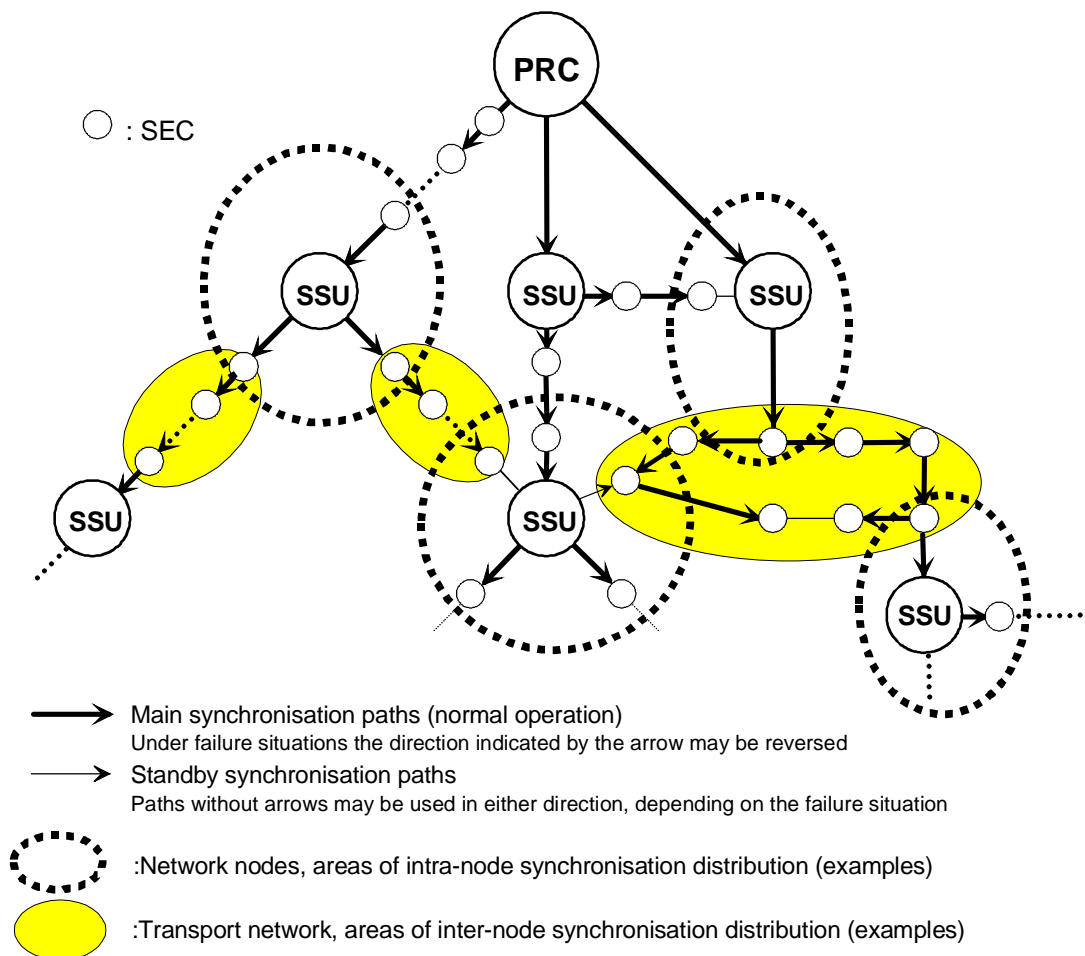 PRC
: SEC
SSU
SSU
SSU
SSU
SSU
SSU
Main synchronisation paths (normal operation)
Under failure situations the direction indicated by the arrow may be reversed
Standby synchronisation paths
Paths without arrows may be used in either direction, depending on the failure situation
:Network nodes, areas of intra-node synchronisation distribution (examples)
:Transport network, areas of inter-node synchronisation distribution (examples)